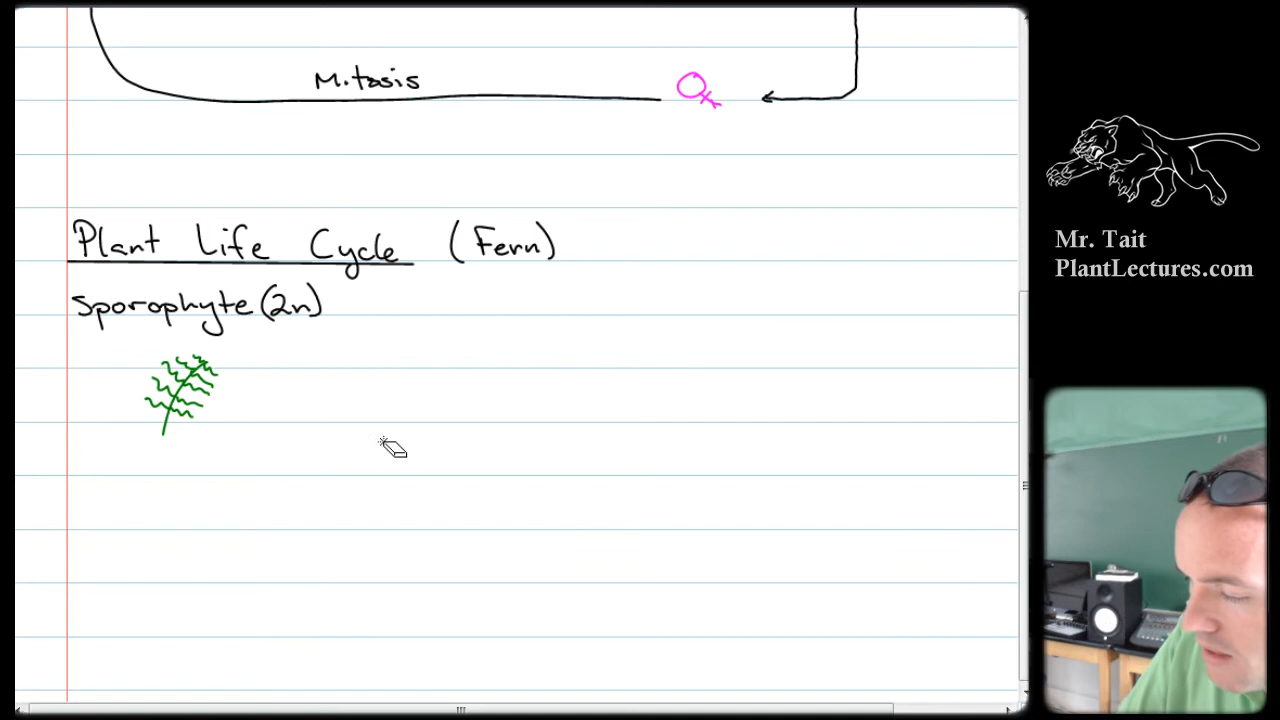 Mitosis
Plant Life Cycle (Fern)
Sporophyte (2n)
Mr. Tait
PlantLectures.com